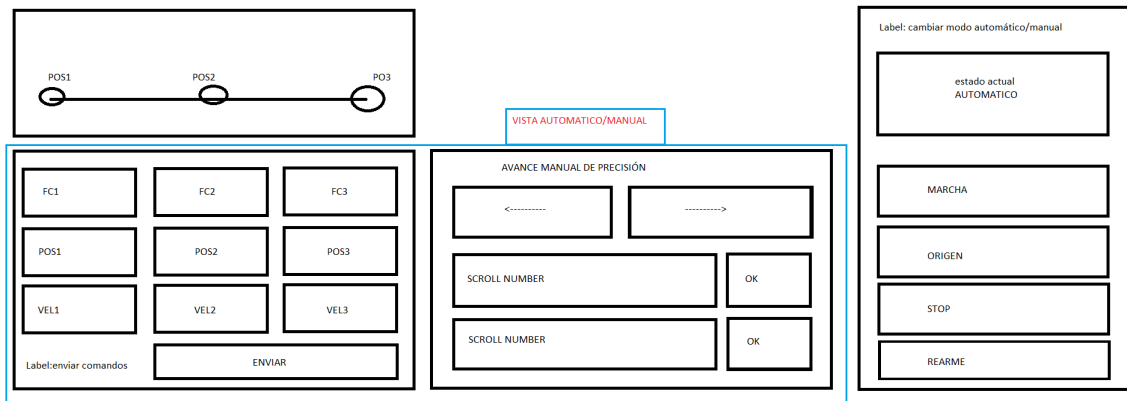 POS1
POS2
PO3
VISTA AUTOMATICO/MANUAL
FC1
FC2
FC3
POS1
POS2
POS3
VEL1
VEL2
VEL3
Label:enviar comandos
ENVIAR
AVANCE MANUAL DE PRECISIÓN
<----------
---------->
SCROLL NUMBER
OK
SCROLL NUMBER
OK
Label: cambiar modo automático/manual
estado actual
AUTOMATICO
MARCHA
ORIGEN
STOP
REARME